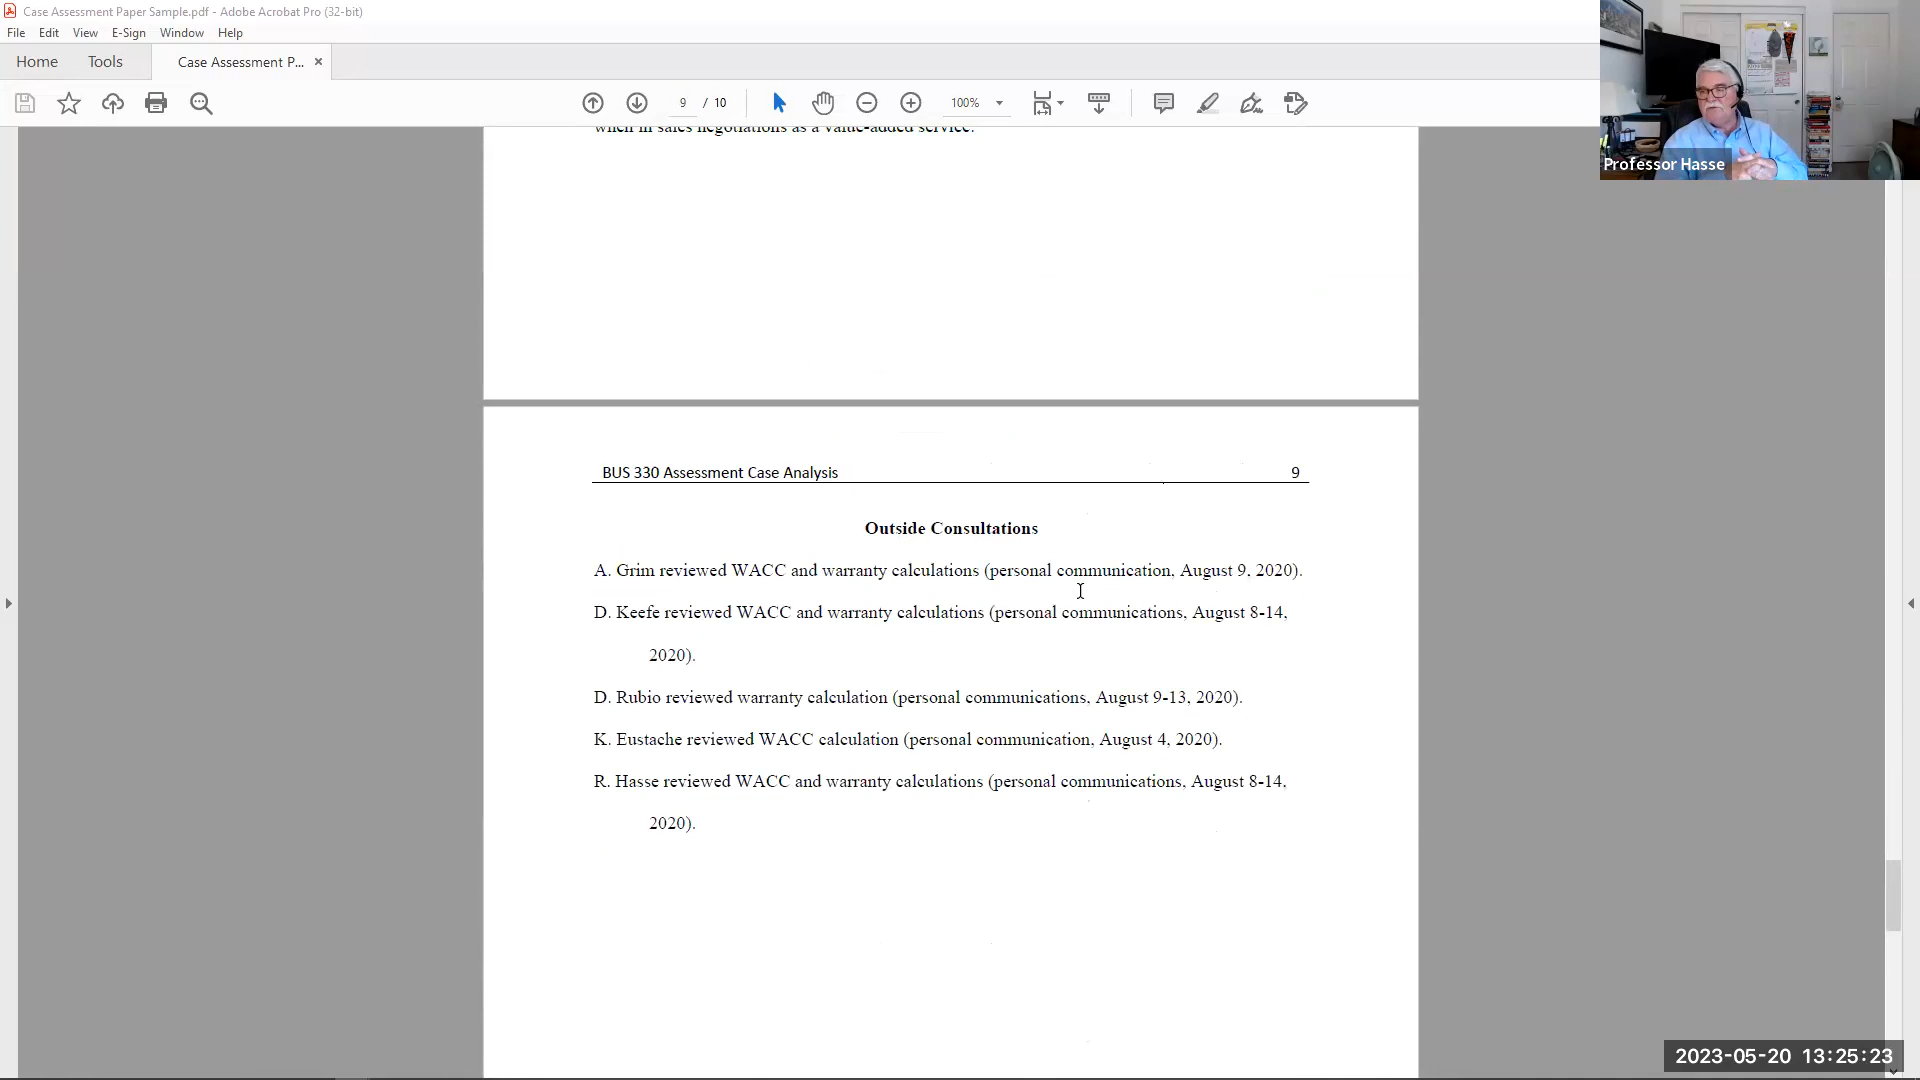 Case Assessment Paper Sample.pdf - Adobe Acrobat Pro (32-bit)
File Edit View E-Sign Window Help
Home Tools Case Assessment P... ×
9 / 10 100%
when in sales negotiations as a value-added service.
Professor Hasse
BUS 330 Assessment Case Analysis 9
Outside Consultations
A. Grim reviewed WACC and warranty calculations (personal communication, August 9, 2020).
D. Keefe reviewed WACC and warranty calculations (personal communications, August 8-14,
2020).
D. Rubio reviewed warranty calculation (personal communications, August 9-13, 2020).
K. Eustache reviewed WACC calculation (personal communication, August 4, 2020).
R. Hasse reviewed WACC and warranty calculations (personal communications, August 8-14,
2020).
2023-05-20 13:25:23